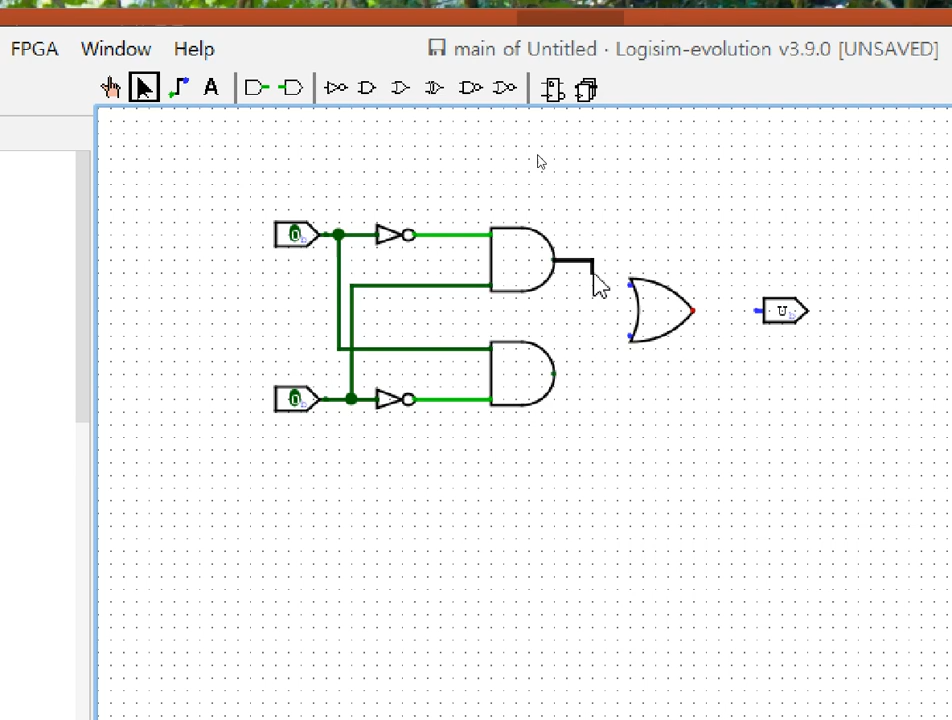 FPGA Window Help main of Untitled · Logisim-evolution v3.9.0 [UNSAVED]
A
0
U
0